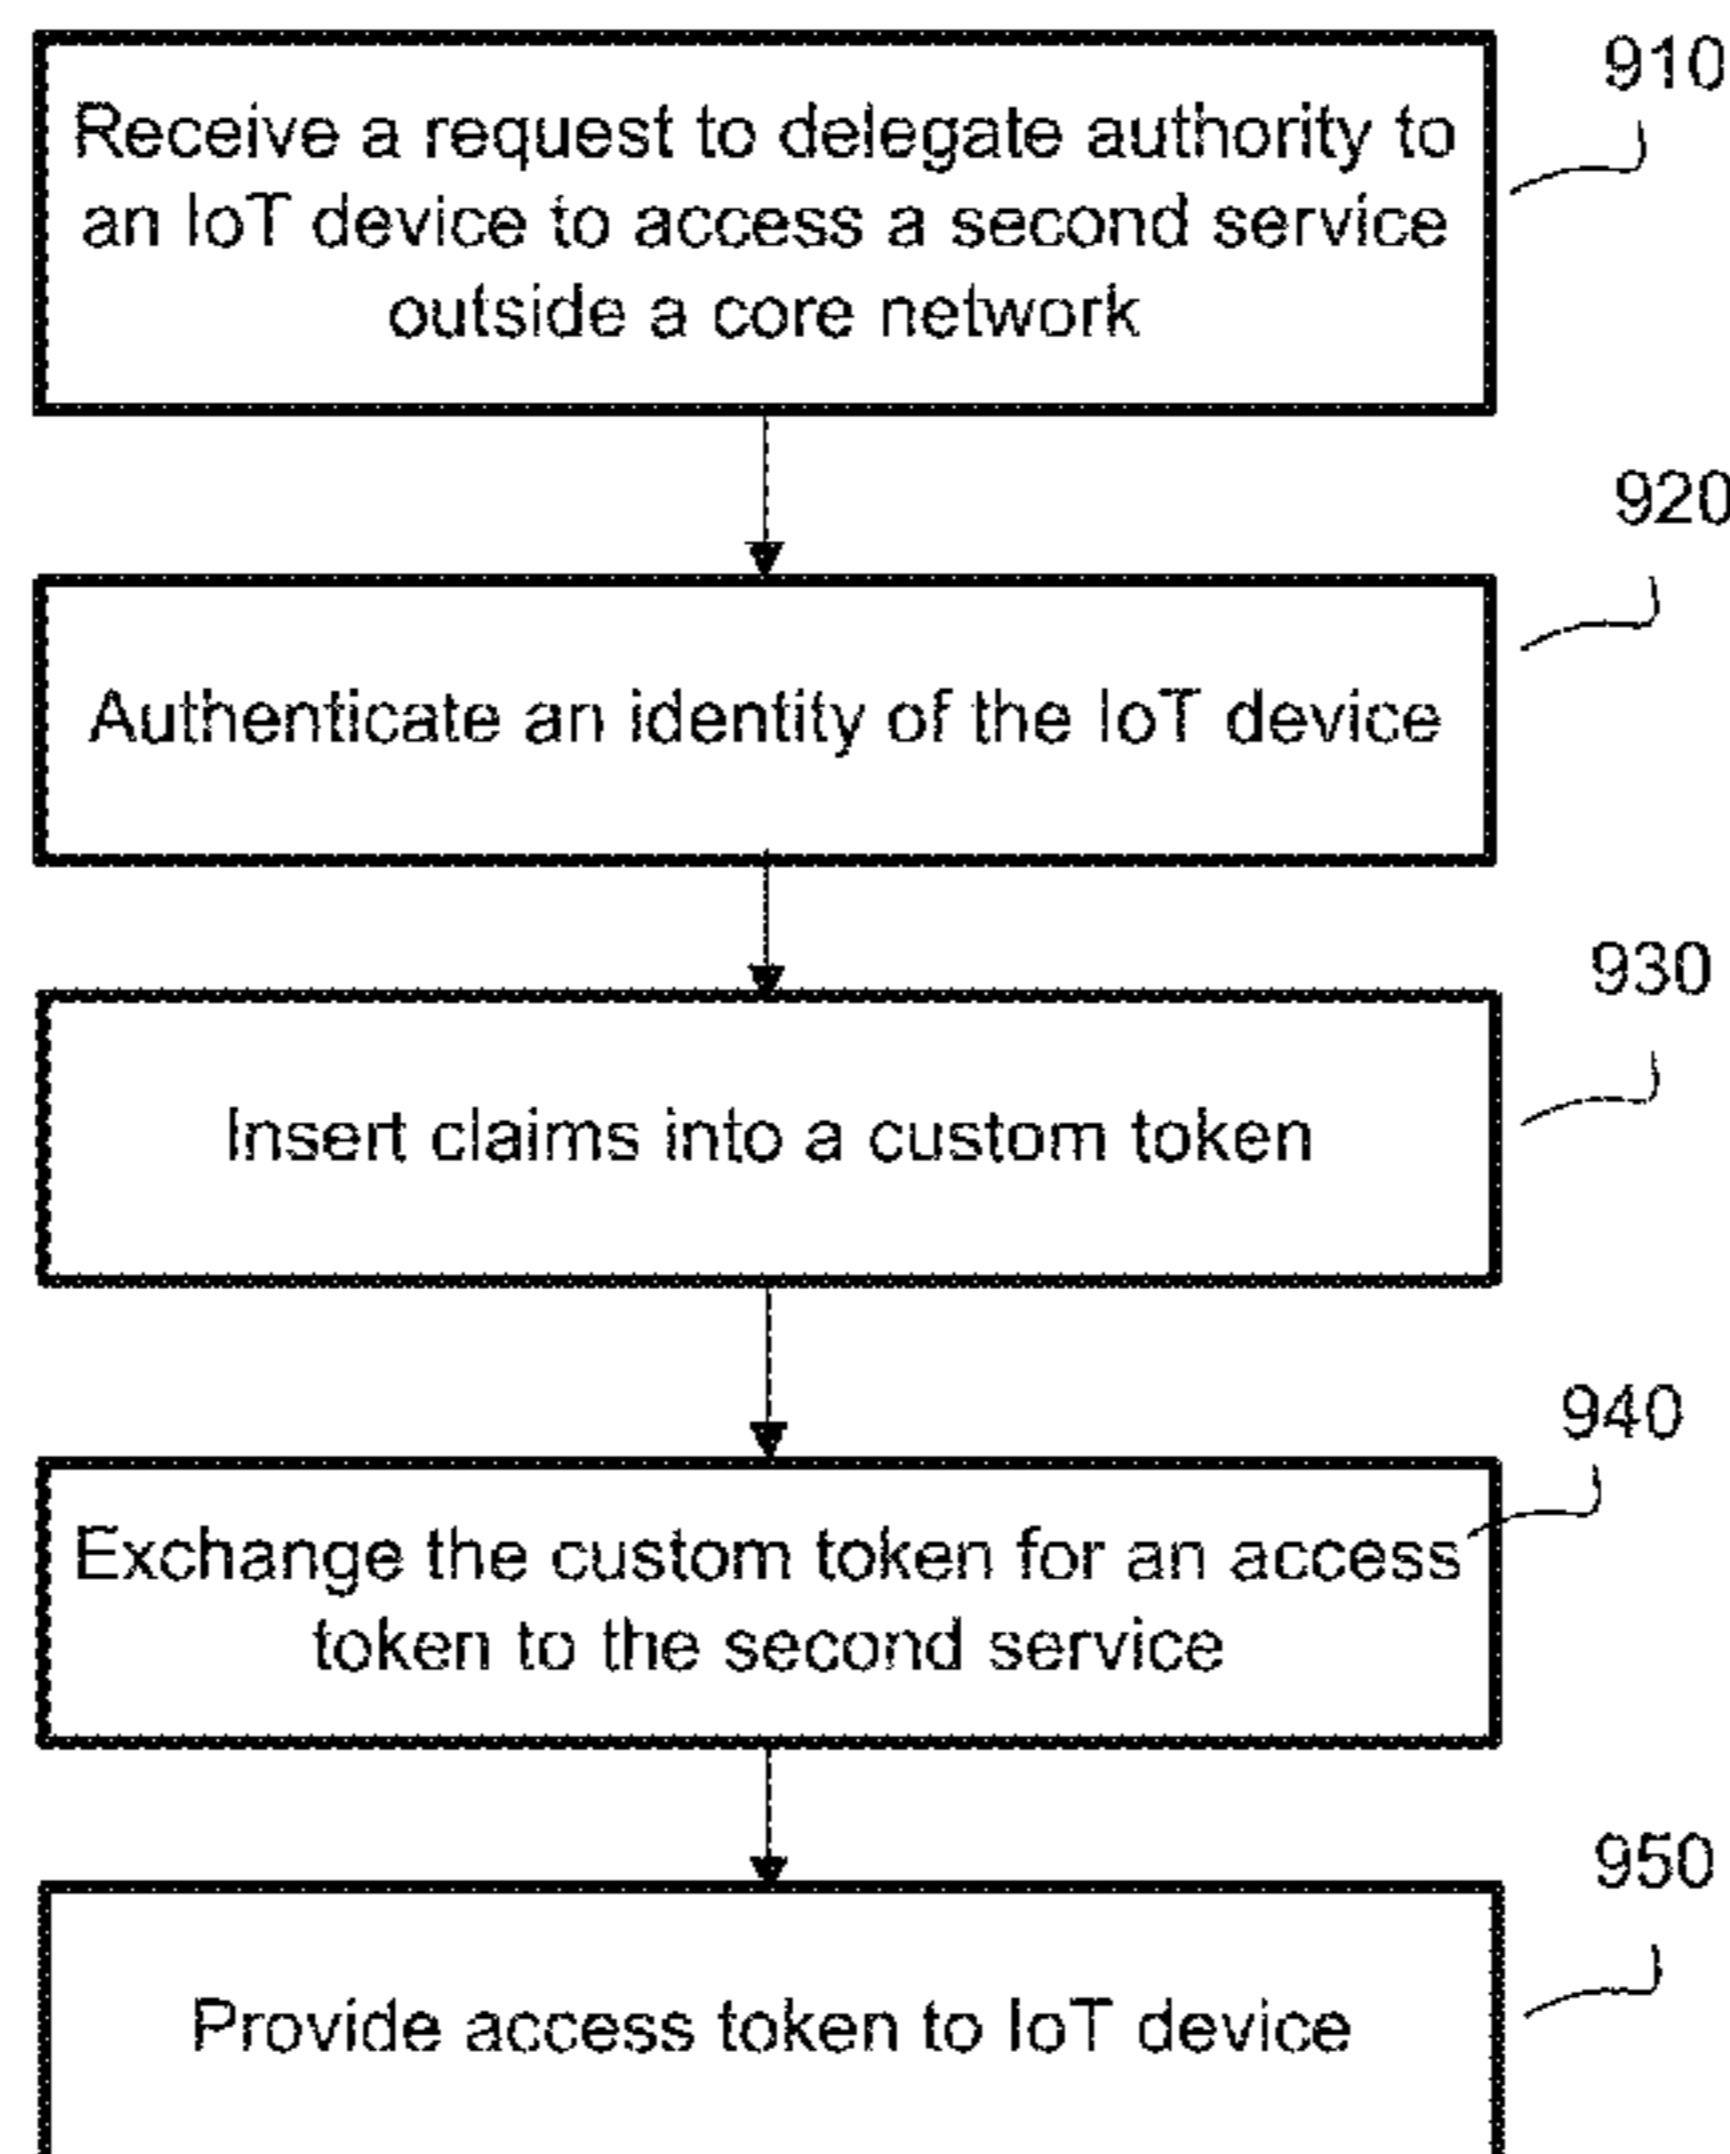 910
Receive a request to delegate authority to
an IoT device to access a second service
outside a core network
920
Authenticate an identity of the IoT device
930
Insert claims into a custom token
940
Exchange the custom token for an access
token to the second service
950
Provide access token to IoT device